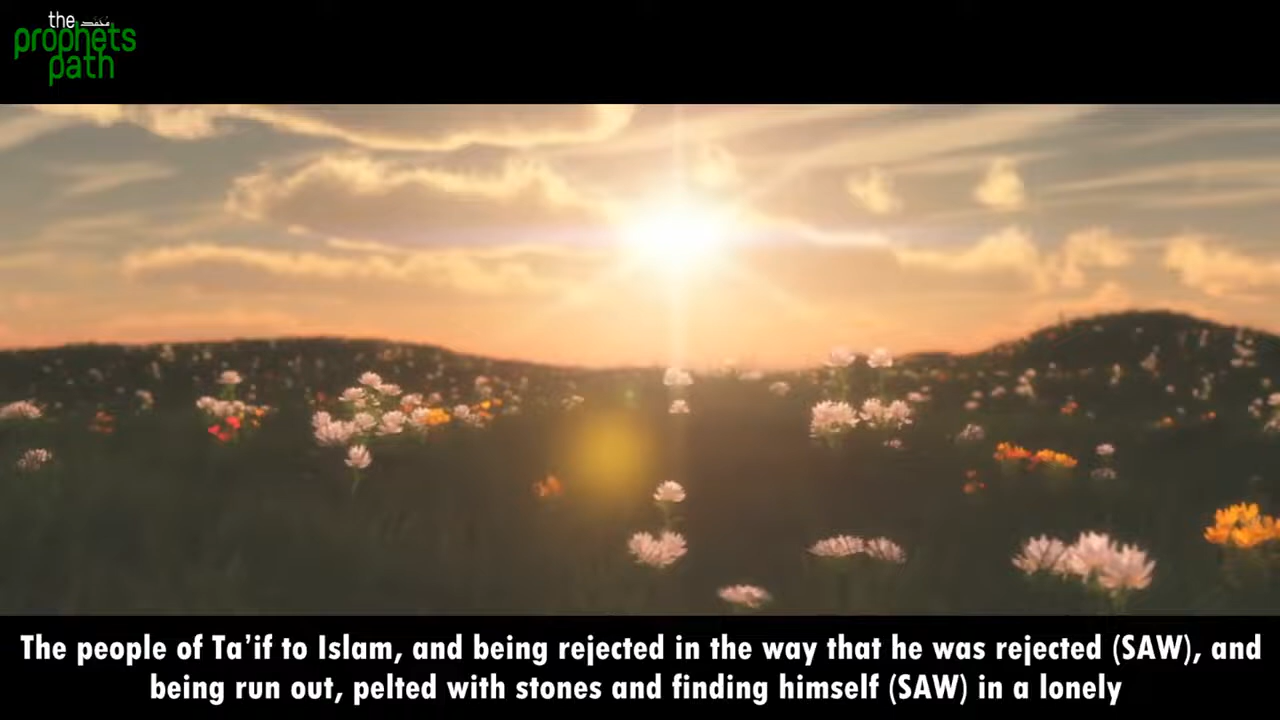 the
prophets
path
The people of Ta’if to Islam, and being rejected in the way that he was rejected (SAW), and
being run out, pelted with stones and finding himself (SAW) in a lonely